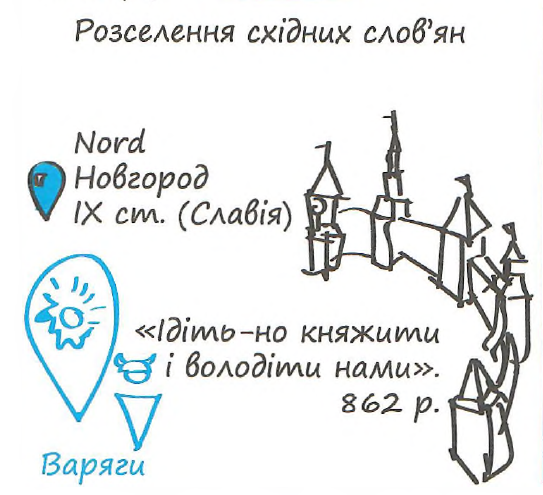 Розселення східних слов’ян
Nord
Новгород
IX ст. (Славія)
«Ідіть-но княжити
і володіти нами».
862 р.
Варяги